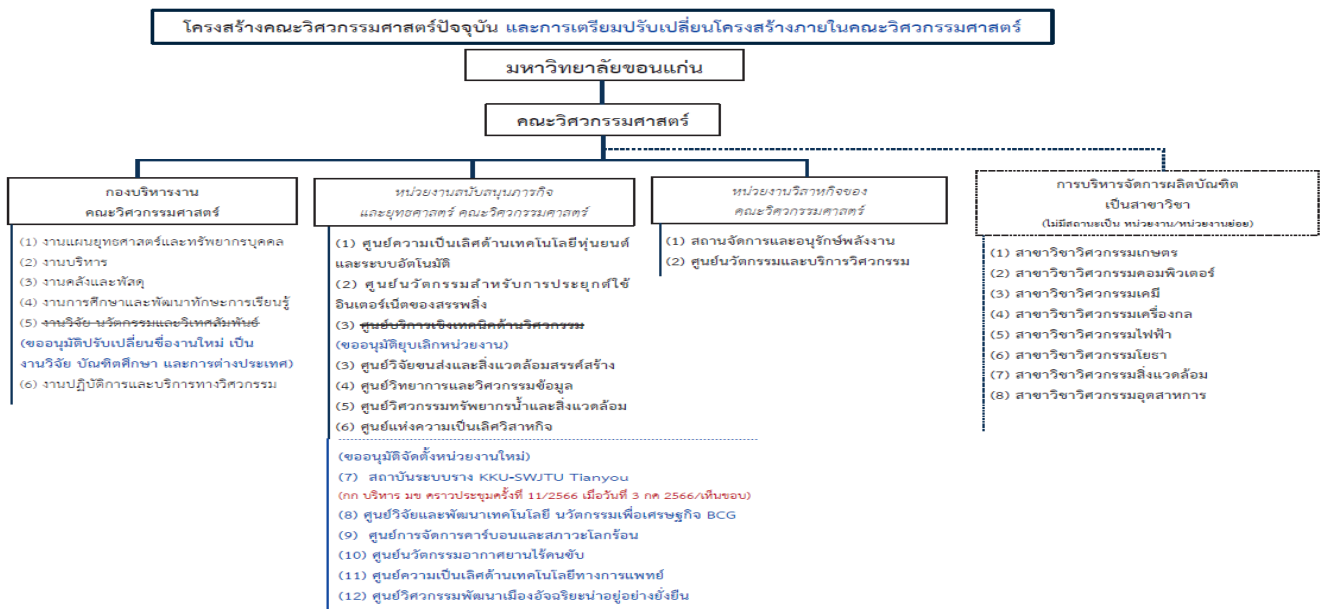 โครงสร้างคณะวิศวกรรมศาสตร์ปัจจุบัน และการเตรียมปรับเปลี่ยนโครงสร้างภายในคณะวิศวกรรมศาสตร์
มหาวิทยาลัยขอนแก่น
คณะวิศวกรรมศาสตร์
กองบริหารงาน
คณะวิศวกรรมศาสตร์
(1) งานแผนยุทธศาสตร์และทรัพยากรบุคคล
(2) งานบริหาร
(3) งานคลังและพัสดุ
(4) งานการศึกษาและพัฒนาทักษะการเรียนรู้
(5) งานวิจัย นวัตกรรมและวิเทศสัมพันธ์
(ขออนุมัติปรับเปลี่ยนชื่องานใหม่ เป็น
งานวิจัย บัณฑิตศึกษา และการต่างประเทศ)
(6) งานปฏิบัติการและบริการทางวิศวกรรม
หน่วยงานสนับสนุนภารกิจ
และยุทธศาสตร์ คณะวิศวกรรมศาสตร์
(1) ศูนย์ความเป็นเลิศด้านเทคโนโลยีหุ่นยนต์
และระบบอัตโนมัติ
(2) ศูนย์นวัตกรรมสำหรับการประยุกต์ใช้
อินเตอร์เน็ตของสรรพสิ่ง
(3) ศูนย์บริการเชิงเทคนิคด้านวิศวกรรม
(ขออนุมัติยุบเลิกหน่วยงาน)
(3) ศูนย์วิจัยขนส่งและสิ่งแวดล้อมสรรค์สร้าง
(4) ศูนย์วิทยาการและวิศวกรรมข้อมูล
(5) ศูนย์วิศวกรรมทรัพยากรน้ำและสิ่งแวดล้อม
(6) ศูนย์แห่งความเป็นเลิศวิสาหกิจ
(ขออนุมัติจัดตั้งหน่วยงานใหม่)
(7) สถาบันระบบราง KKU-SWJTU Tianyou
(กก บริหาร มข คราวประชุมครั้งที่ 11/2566 เมื่อวันที่ 3 กค 2566/เห็นชอบ)
(8) ศูนย์วิจัยและพัฒนาเทคโนโลยี นวัตกรรมเพื่อเศรษฐกิจ BCG
(9) ศูนย์การจัดการคาร์บอนและสภาวะโลกร้อน
(10) ศูนย์นวัตกรรมอากาศยานไร้คนขับ
(11) ศูนย์ความเป็นเลิศด้านเทคโนโลยีทางการแพทย์
(12) ศูนย์วิศวกรรมพัฒนาเมืองอัจฉริยะน่าอยู่อย่างยั่งยืน
หน่วยงานวิสาหกิจของ
คณะวิศวกรรมศาสตร์
(1) สถานจัดการและอนุรักษ์พลังงาน
(2) ศูนย์นวัตกรรมและบริการวิศวกรรม
การบริหารจัดการผลิตบัณฑิต
เป็นสาขาวิชา
(ไม่มีสถานะเป็น หน่วยงาน/หน่วยงานย่อย)
(1) สาขาวิชาวิศวกรรมเกษตร
(2) สาขาวิชาวิศวกรรมคอมพิวเตอร์
(3) สาขาวิชาวิศวกรรมเคมี
(4) สาขาวิชาวิศวกรรมเครื่องกล
(5) สาขาวิชาวิศวกรรมไฟฟ้า
(6) สาขาวิชาวิศวกรรมโยธา
(7) สาขาวิชาวิศวกรรมสิ่งแวดล้อม
(8) สาขาวิชาวิศวกรรมอุตสาหการ